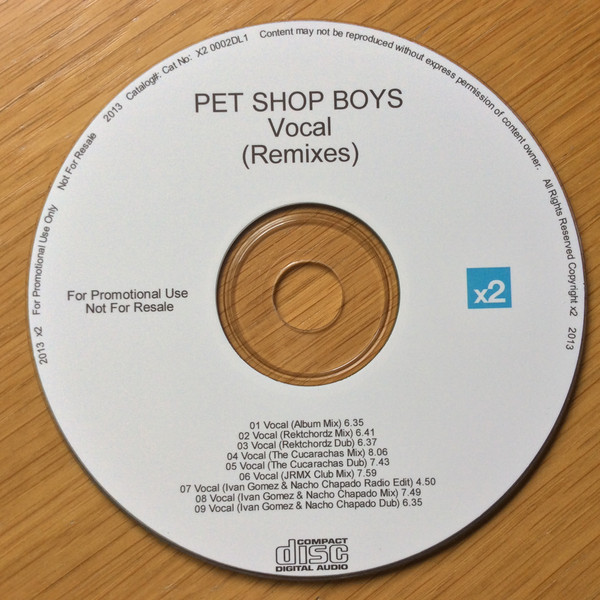 2013 x2 For Promotional Use Only Not For Resale 2013 Catalog#: Cat No: X2 0002DL1 Content may not be reproduced without express permission of content owner. All Rights Reserved Copyright x2 2013
PET SHOP BOYS
Vocal
(Remixes)
For Promotional Use
Not For Resale
x2
01 Vocal (Album Mix) 6.35
02 Vocal (Rektchordz Mix) 6.41
03 Vocal (Rektchordz Dub) 6.37
04 Vocal (The Cucarachas Mix) 8.06
05 Vocal (The Cucarachas Dub) 7.43
06 Vocal (JRMX Club Mix) 7.59
07 Vocal (Ivan Gomez & Nacho Chapado Radio Edit) 4.50
08 Vocal (Ivan Gomez & Nacho Chapado Mix) 7.49
09 Vocal (Ivan Gomez & Nacho Chapado Dub) 6.35
COMPACT
disc
DIGITAL AUDIO